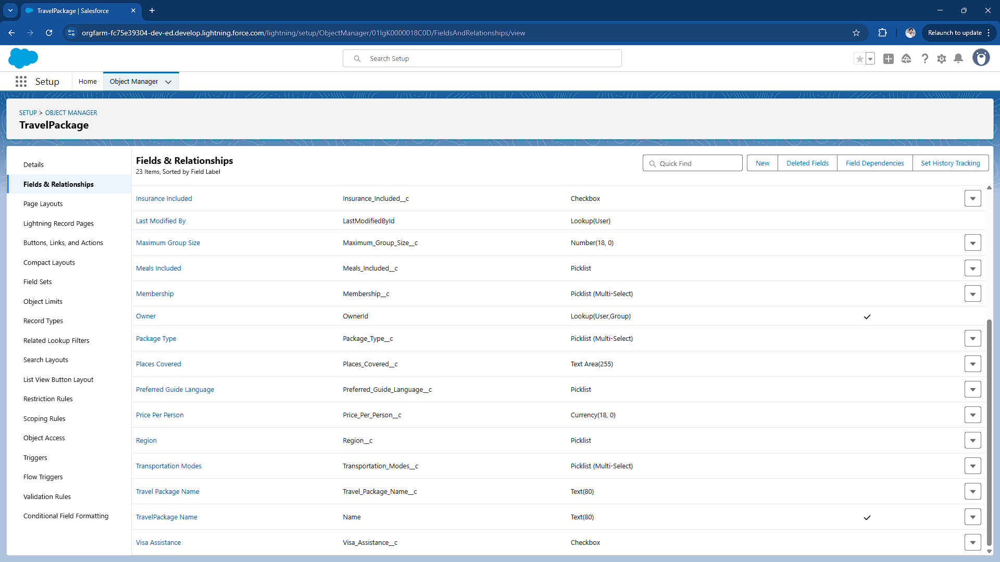 TravelPackage | Salesforce
orgfarm-fc75e39304-dev-ed.develop.lightning.force.com/lightning/setup/ObjectManager/01IgK0000018C0D/FieldsAndRelationships/view
Relaunch to update
Search Setup
Setup
Home
Object Manager
SETUP > OBJECT MANAGER
TravelPackage
Details
Fields & Relationships
Page Layouts
Lightning Record Pages
Buttons, Links, and Actions
Compact Layouts
Field Sets
Object Limits
Record Types
Related Lookup Filters
Search Layouts
List View Button Layout
Restriction Rules
Scoping Rules
Object Access
Triggers
Flow Triggers
Validation Rules
Conditional Field Formatting
Fields & Relationships
23 Items, Sorted by Field Label
Quick Find
New
Deleted Fields
Field Dependencies
Set History Tracking
Insurance Included Insurance_Included__c Checkbox
Last Modified By LastModifiedById Lookup(User)
Maximum Group Size Maximum_Group_Size__c Number(18, 0)
Meals Included Meals_Included__c Picklist
Membership Membership__c Picklist (Multi-Select)
Owner OwnerId Lookup(User,Group)
Package Type Package_Type__c Picklist (Multi-Select)
Places Covered Places_Covered__c Text Area(255)
Preferred Guide Language Preferred_Guide_Language__c Picklist
Price Per Person Price_Per_Person__c Currency(18, 0)
Region Region__c Picklist
Transportation Modes Transportation_Modes__c Picklist (Multi-Select)
Travel Package Name Travel_Package_Name__c Text(80)
TravelPackage Name Name Text(80)
Visa Assistance Visa_Assistance__c Checkbox